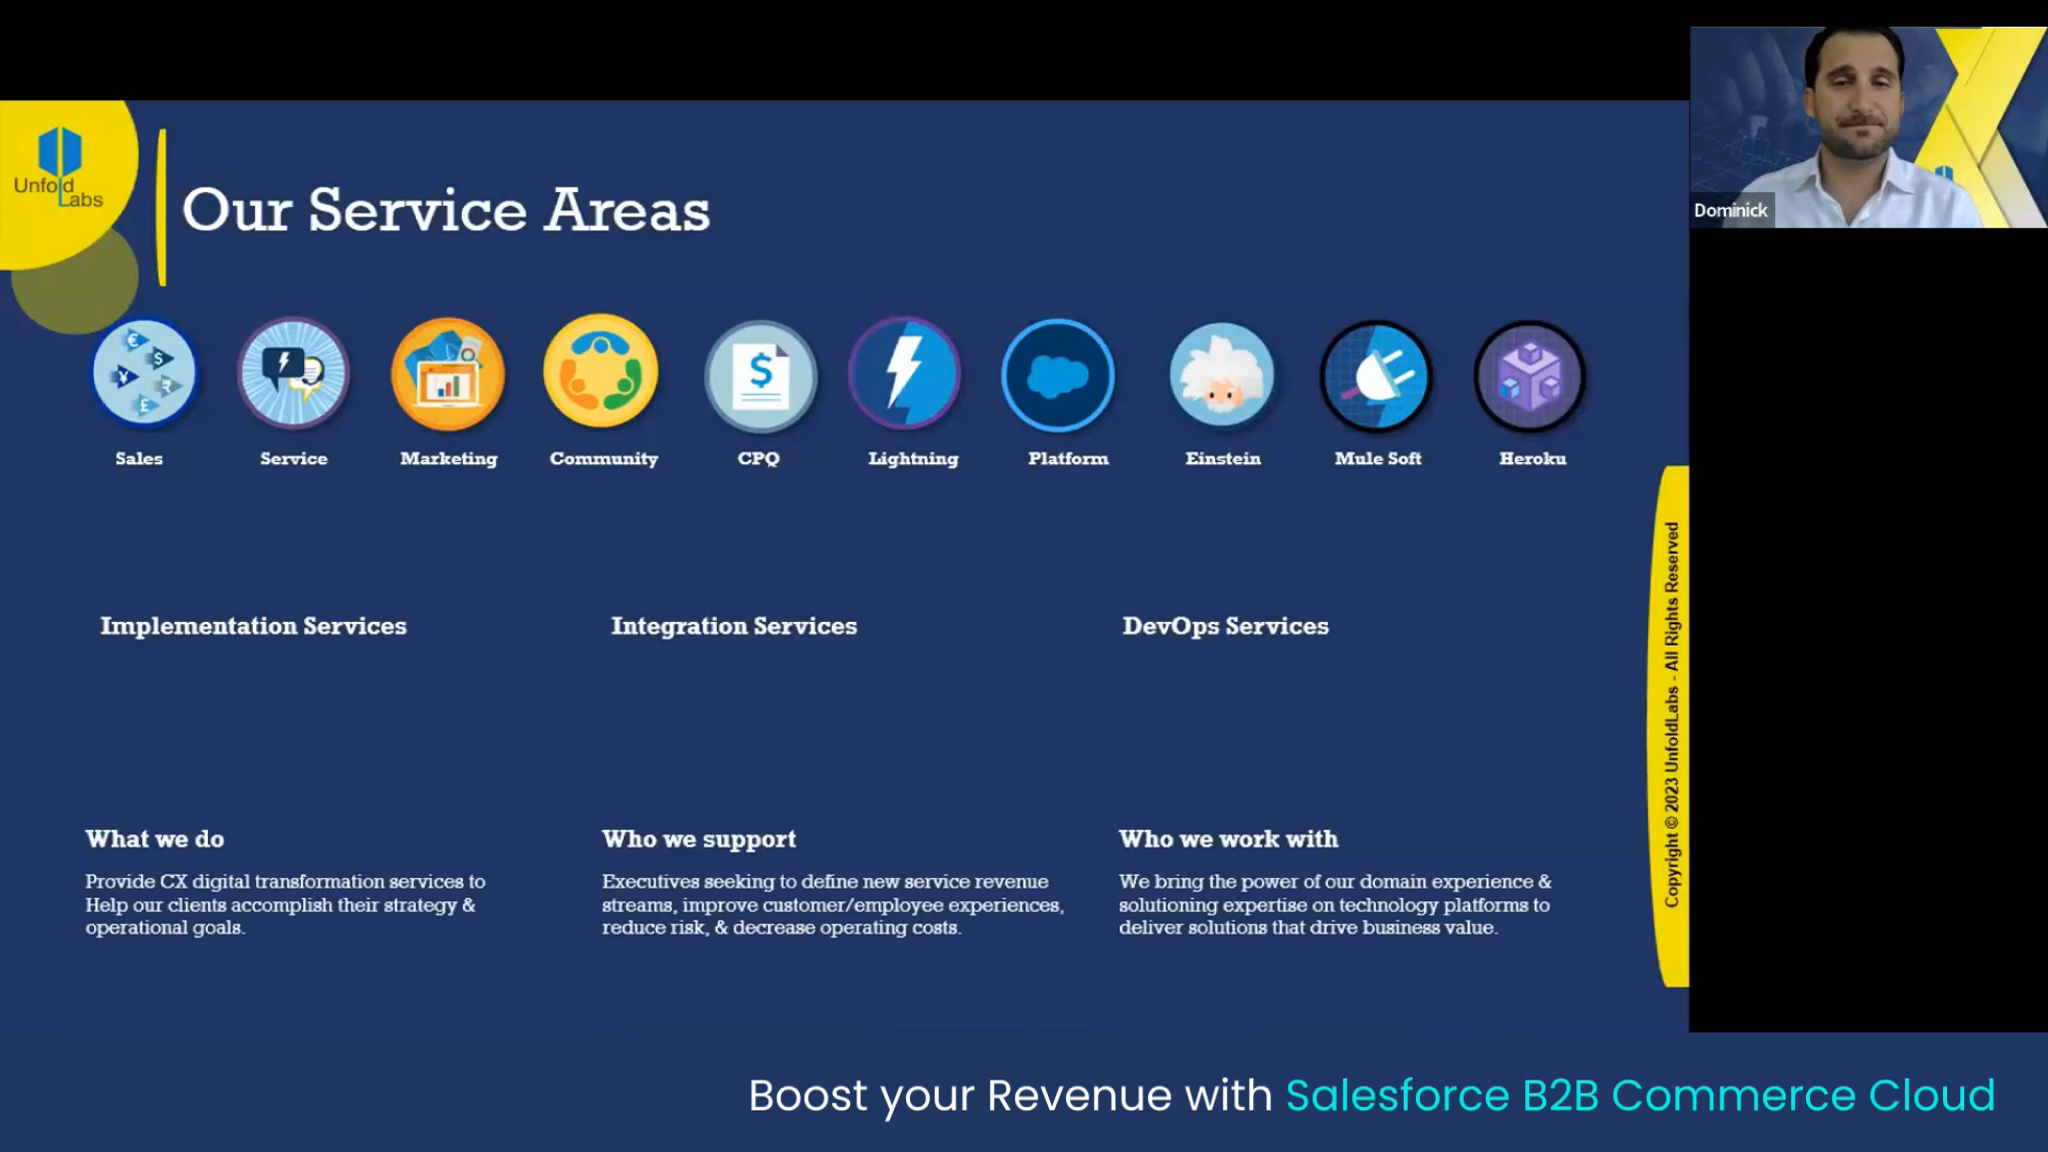 Unfold
Labs
Our Service Areas
Dominick
€
$
¥
₹
£
$
Sales
Service
Marketing
Community
CPQ
Lightning
Platform
Einstein
Mule Soft
Heroku
Implementation Services
Integration Services
DevOps Services
What we do
Provide CX digital transformation services to
Help our clients accomplish their strategy &
operational goals.
Who we support
Executives seeking to define new service revenue
streams, improve customer/employee experiences,
reduce risk, & decrease operating costs.
Who we work with
We bring the power of our domain experience &
solutioning expertise on technology platforms to
deliver solutions that drive business value.
Copyright © 2023 UnfoldLabs - All Rights Reserved
Boost your Revenue with Salesforce B2B Commerce Cloud